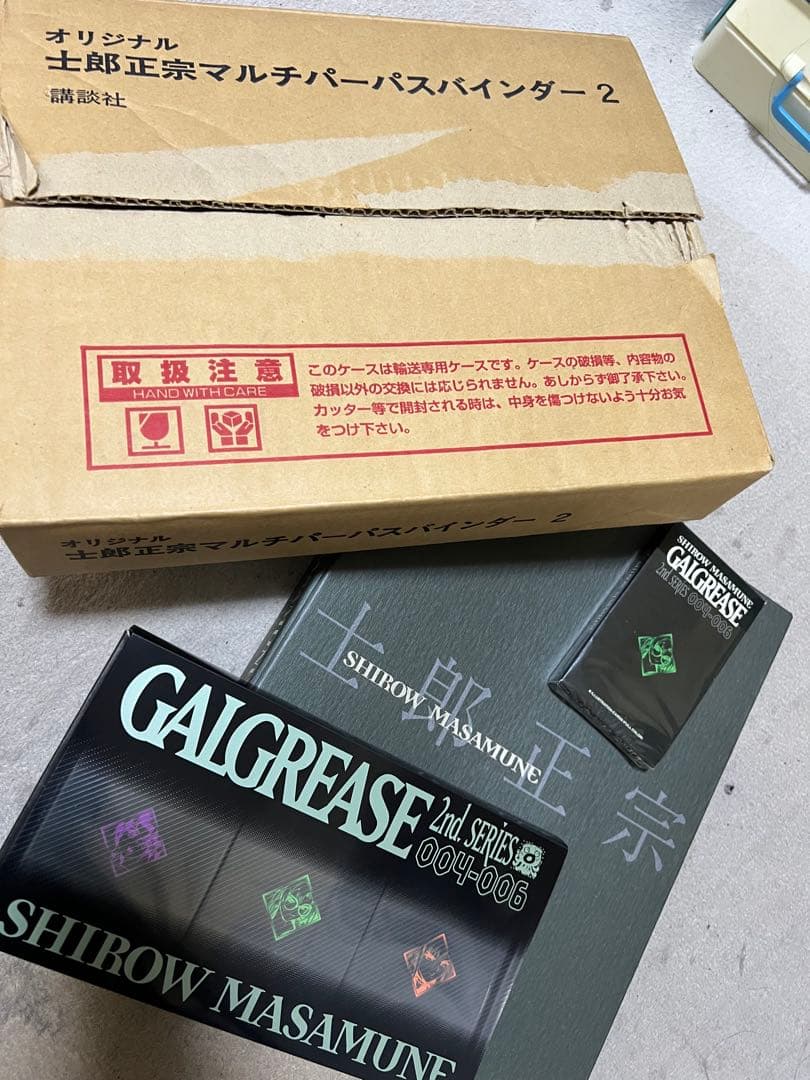 オリジナル
士郎正宗マルチパーパスバインダー 2
講談社
取扱注意
HAND WITH CARE
このケースは輸送専用ケースです。ケースの破損等、内容物の
破損以外の交換には応じられません。あしからず御了承下さい。
カッター等で開封される時は、中身を傷つけないよう十分お気
をつけ下さい。
オリジナル
士郎正宗マルチパーパスバインダー 2
SHIROW MASAMUNE
GALGREASE
2nd. SERIES 004-006
士郎正宗
SHIROW MASAMUNE
GALGREASE
2nd. SERIES
004-006
SHIROW MASAMUNE